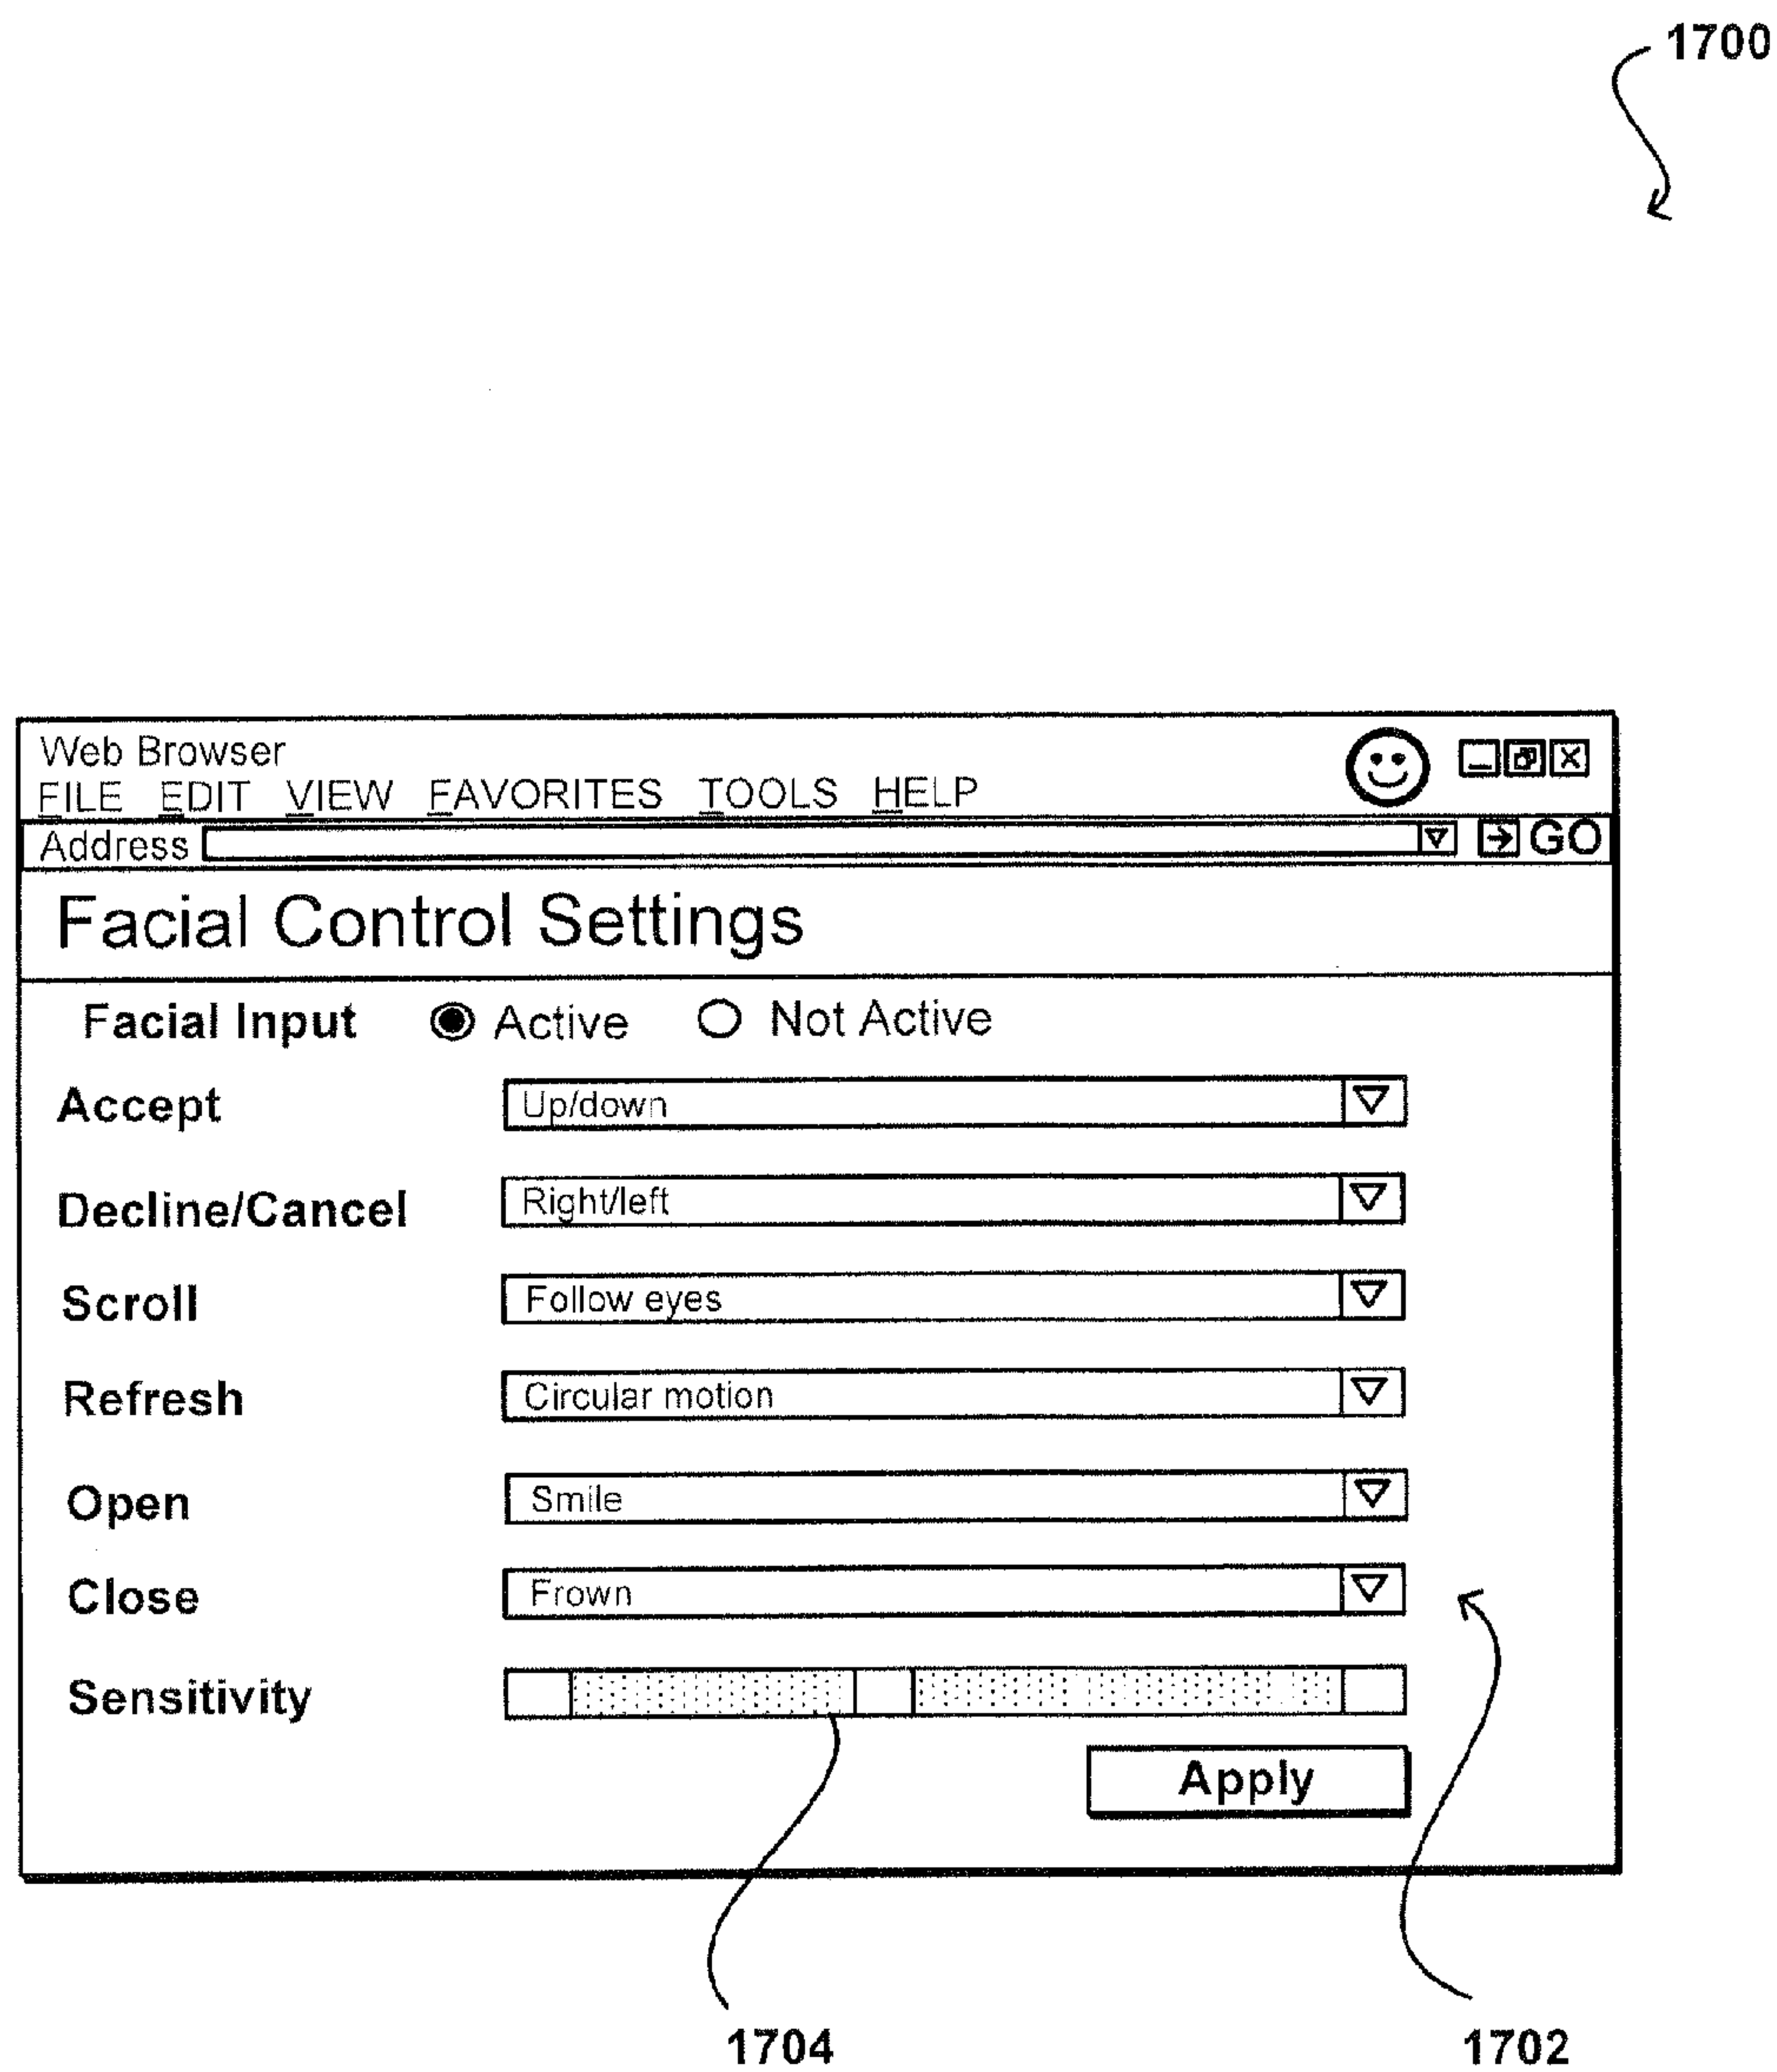 1700
Web Browser
FILE EDIT VIEW FAVORITES TOOLS HELP
Address GO
Facial Control Settings
Facial Input Active Not Active
Accept Up/down
Decline/Cancel Right/left
Scroll Follow eyes
Refresh Circular motion
Open Smile
Close Frown
Sensitivity
Apply
1704 1702